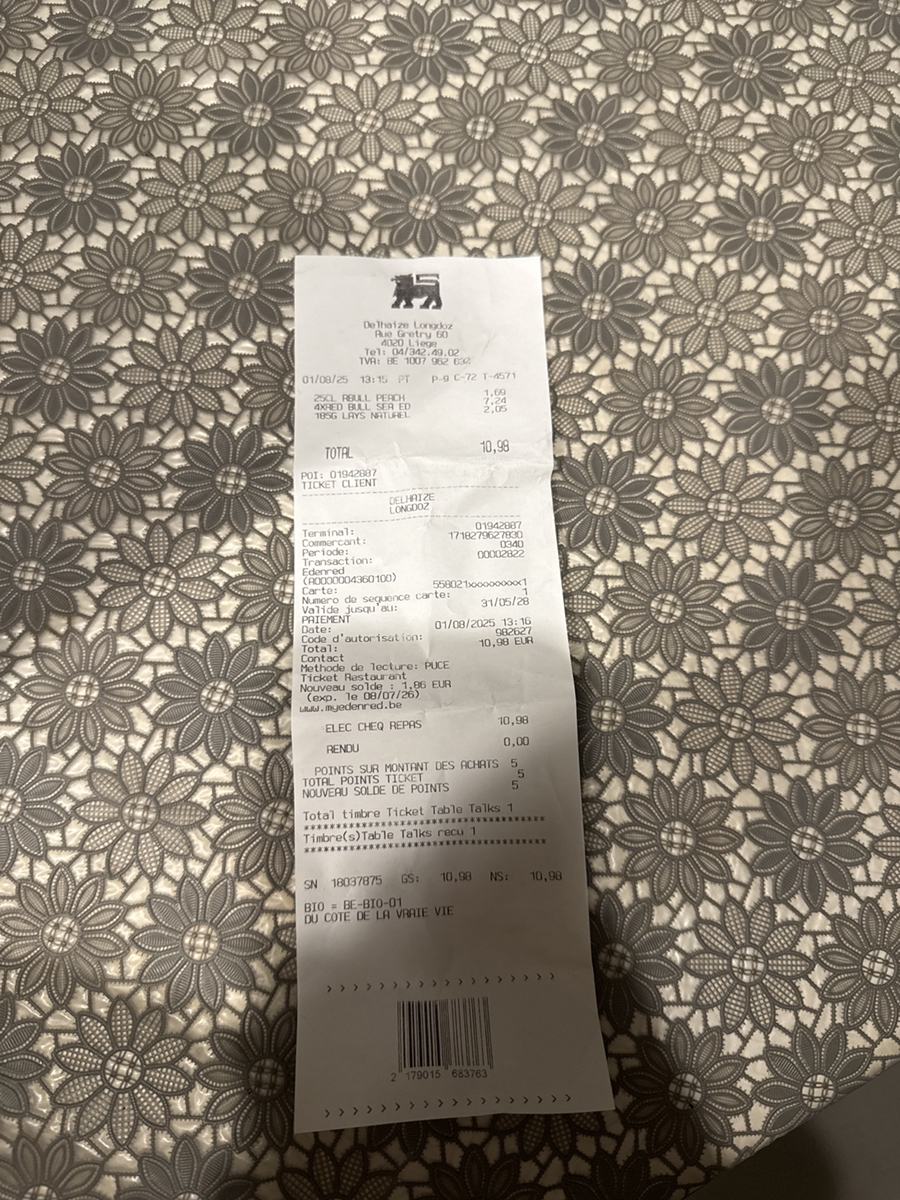 Delhaize Longdoz
Rue Gretry 60
4020 Liege
Tel: 04/342.49.02
TVA: BE 1007 962
01/08/25 13:15 PT p-9 C-72 T-4571
25CL RBULL PEACH 1,69
4XRED BULL SEA ED 7,24
185G LAYS NATUREL 2,05
TOTAL 10,98
POI: 01942887
TICKET CLIENT
DELHAIZE
LONGDOZ
Terminal: 01942887
Commercant: 1718279627830
Periode: 0340
Transaction: 00002822
Edenred
(A0000004360100)
Carte: 558021xxxxxxxxx1
Numero de sequence carte: 1
Valide jusqu'au: 31/05/28
PAIEMENT
Date: 01/08/2025 13:16
Code d'autorisation: 982627
Total: 10,98 EUR
Contact
Methode de lecture: PUCE
Ticket Restaurant
Nouveau solde : 1,86 EUR
(exp. le 08/07/26)
www.myedenred.be
ELEC CHEQ REPAS 10,98
RENDU 0,00
POINTS SUR MONTANT DES ACHATS 5
TOTAL POINTS TICKET 5
NOUVEAU SOLDE DE POINTS 5
Total timbre Ticket Table Talks 1
***********************************
Timbre(s)Table Talks recu 1
***********************************
SN 18037875 GS: 10,98 NS: 10,98
BIO = BE-BIO-01
DU COTE DE LA VRAIE VIE
> > > > > > > > > > > > > > > > > >
2 179015 683763
> > > > > > > > > > > > > > > > > >